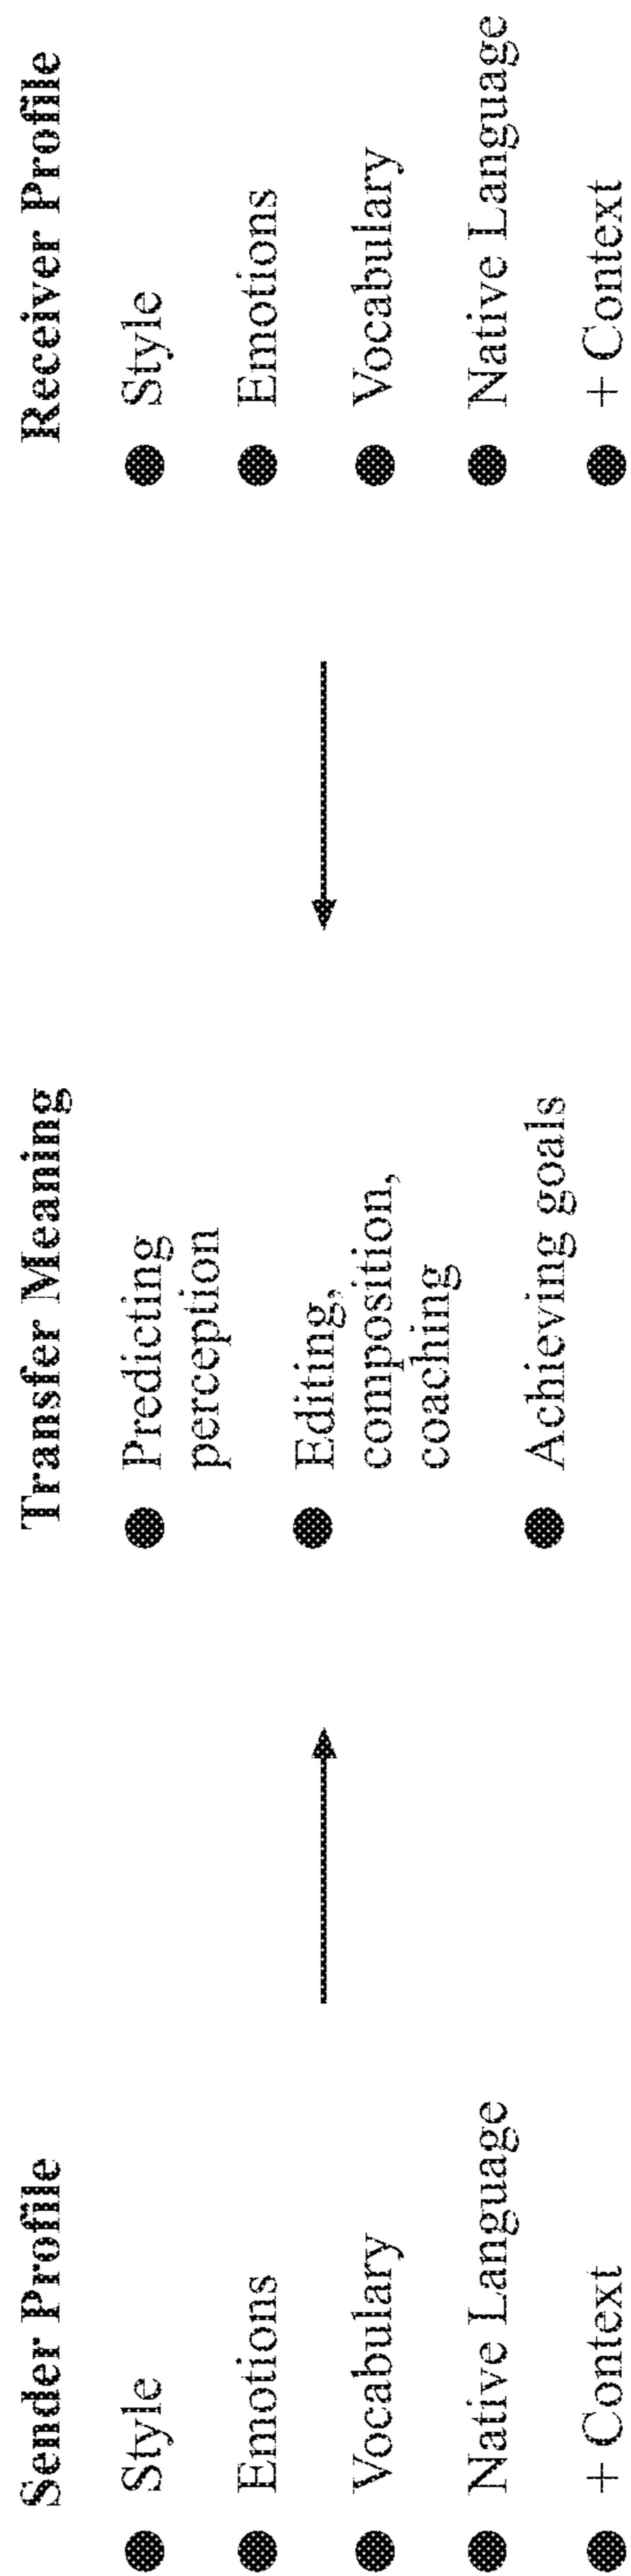 Sender Profile
● Style
● Emotions
● Vocabulary
● Native Language
● + Context
Transfer Meaning
● Predicting
perception
● Editing,
composition,
coaching
● Achieving goals
Receiver Profile
● Style
● Emotions
● Vocabulary
● Native Language
● + Context